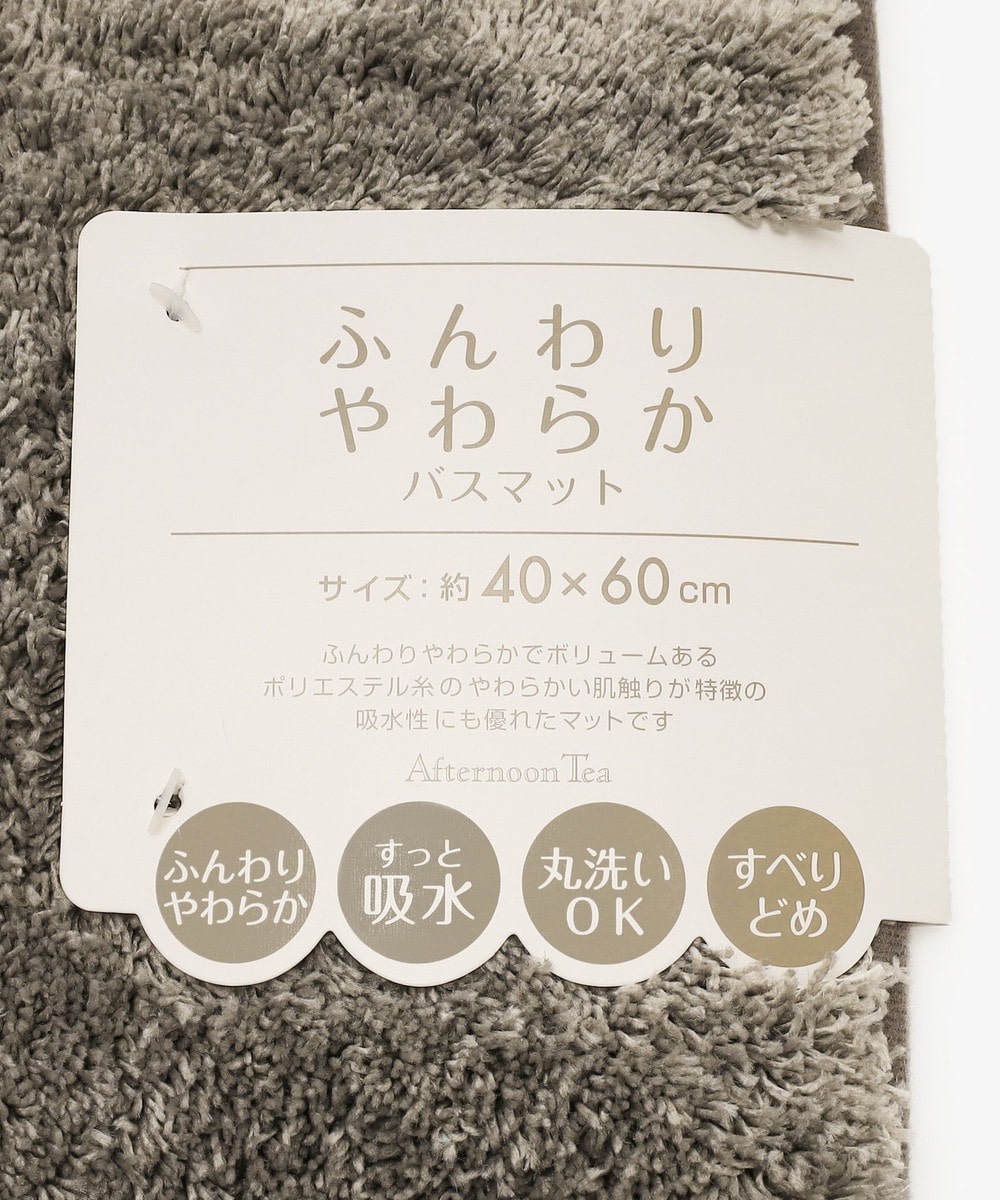 ふんわり
やわらか
バスマット
サイズ：約 40×60cm
ふんわりやわらかでボリュームある
ポリエステル糸のやわらかい肌触りが特徴の
吸水性にも優れたマットです
Afternoon Tea
ふんわり
やわらか
すっと
吸水
丸洗い
OK
すべり
どめ